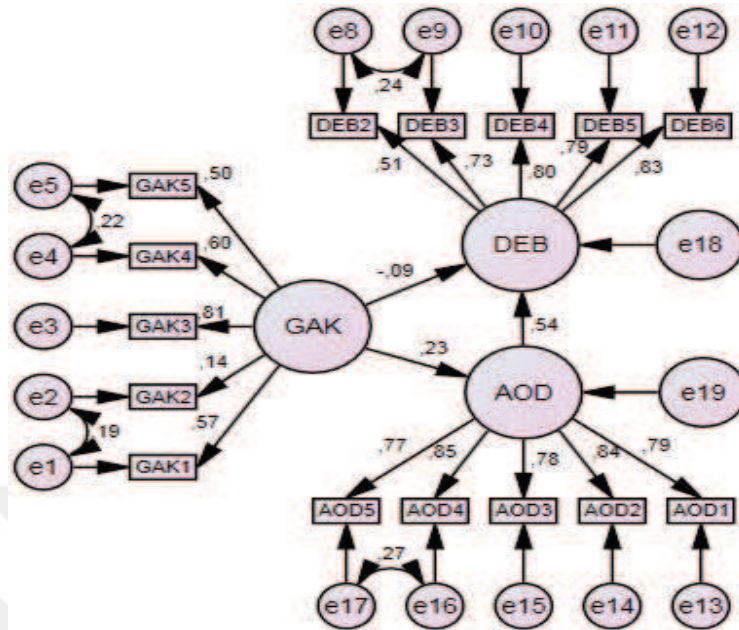 e8 e9 e10 e11 e12
,24
DEB2 DEB3 DEB4 DEB5 DEB6
,51 ,73 ,80 ,79 ,83
e5 GAK5 ,50
,22
e4 GAK4 ,60
DEB e18
-,09
e3 GAK3 ,81 GAK
,54
,14 ,23
e2 GAK2
AOD e19
,19 ,57
e1 GAK1
,77 ,85 ,78 ,84 ,79
AOD5 AOD4 AOD3 AOD2 AOD1
,27
e17 e16 e15 e14 e13